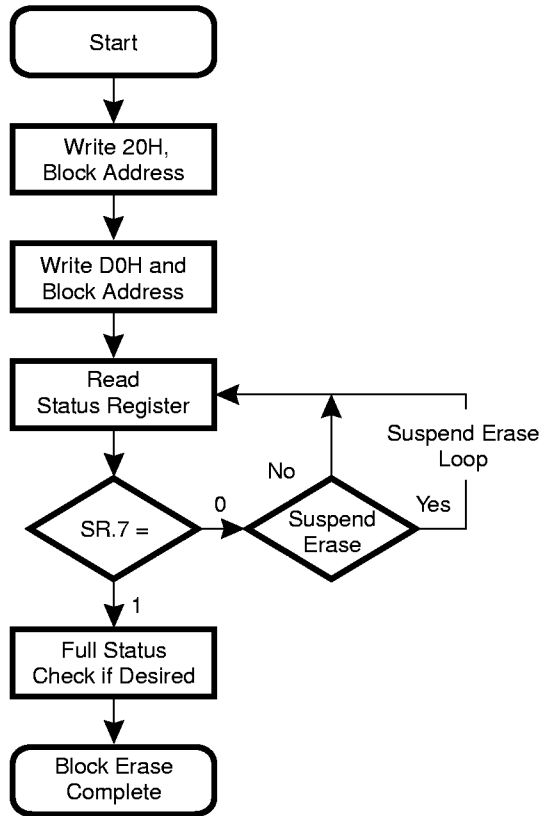 Start
Write 20H,
Block Address
Write D0H and
Block Address
Read
Status Register
Suspend Erase
Loop
No
Yes
0
SR.7 =
Suspend
Erase
1
Full Status
Check if Desired
Block Erase
Complete